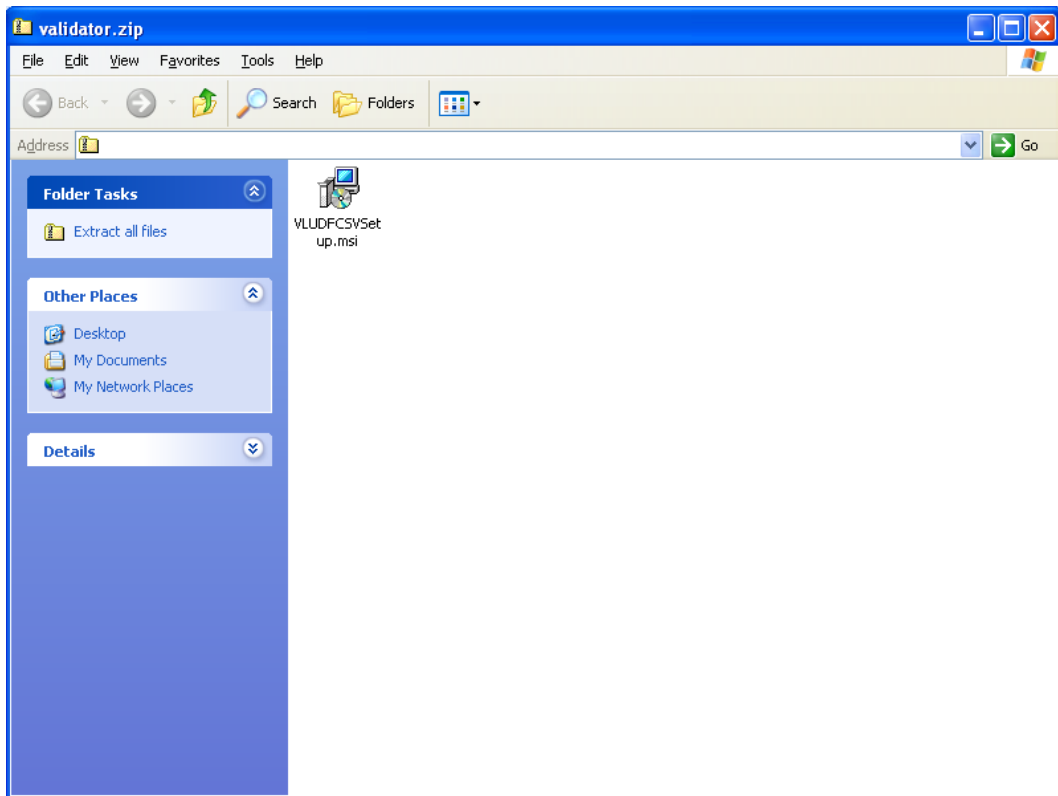 validator.zip
File Edit View Favorites Tools Help
Back Search Folders
Address Go
Folder Tasks
Extract all files
VLUDFCSVSet
up.msi
Other Places
Desktop
My Documents
My Network Places
Details